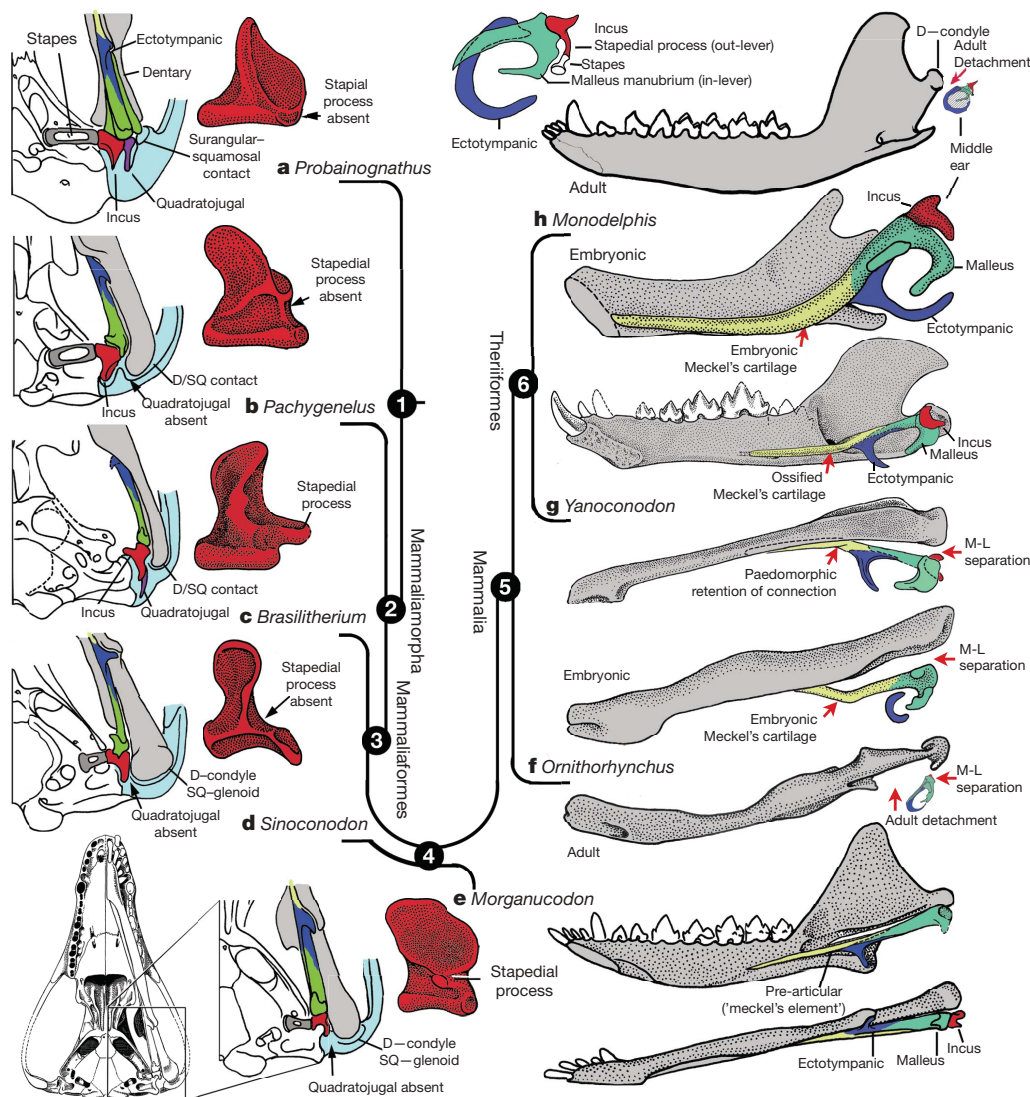 Stapes
Ectotympanic
Dentary
Stapial
process
absent
Surangular–
squamosal
contact
a Probainognathus
Incus
Quadratojugal
Stapedial
process
absent
D/SQ contact
Quadratojugal
absent
Incus
b Pachygenelus
Stapedial
process
D/SQ contact
Incus
Quadratojugal
c Brasilitherium
Stapedial
process
absent
D–condyle
SQ–glenoid
Quadratojugal
absent
d Sinoconodon
e Morganucodon
Stapedial
process
D—condyle
SQ—glenoid
Quadratojugal absent
1
2
3
4
5
6
Mammaliamorpha
Mammaliaformes
Mammalia
Theriiformes
Incus
Stapedial process (out-lever)
Stapes
Malleus manubrium (in-lever)
Ectotympanic
D—condyle
Adult
Detachment
Middle
ear
Adult
h Monodelphis
Incus
Embryonic
Malleus
Ectotympanic
Embryonic
Meckel's cartilage
Incus
Malleus
Ossified
Meckel's cartilage
Ectotympanic
g Yanoconodon
M-L
separation
Paedomorphic
retention of connection
Embryonic
M-L
separation
Embryonic
Meckel's cartilage
f Ornithorhynchus
M-L
separation
Adult detachment
Adult
Pre-articular
('meckel's element')
Ectotympanic
Malleus
Incus